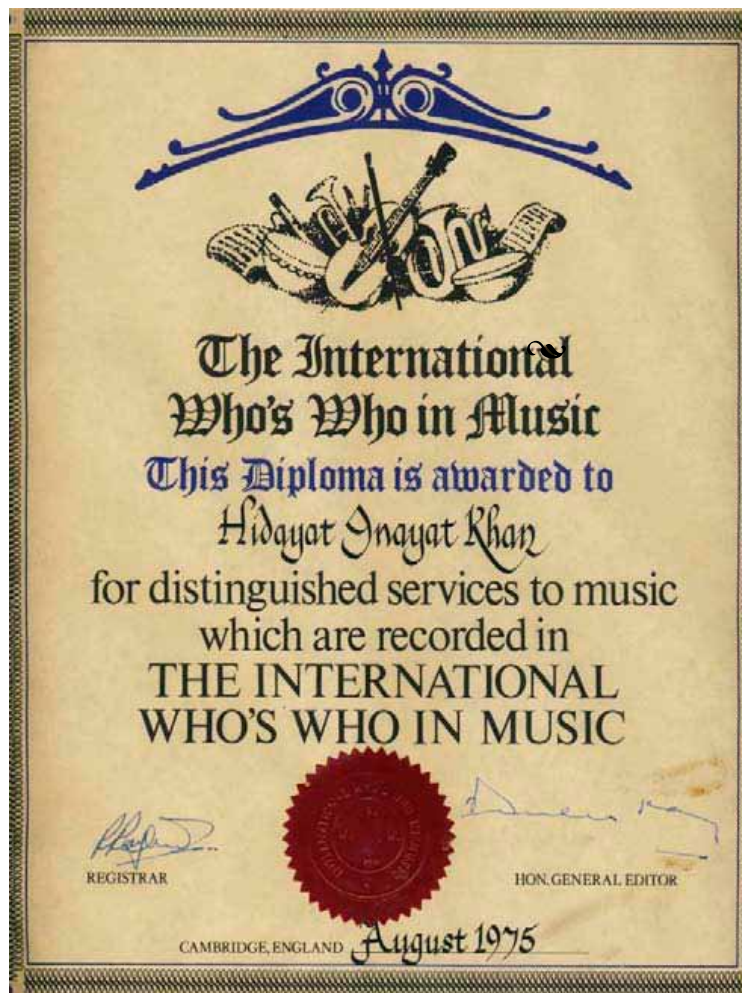 The International
Who's Who in Music
This Diploma is awarded to
Hidayat Inayat Khan
for distinguished services to music
which are recorded in
THE INTERNATIONAL
WHO'S WHO IN MUSIC
REGISTRAR
HON. GENERAL EDITOR
CAMBRIDGE, ENGLAND August 1975